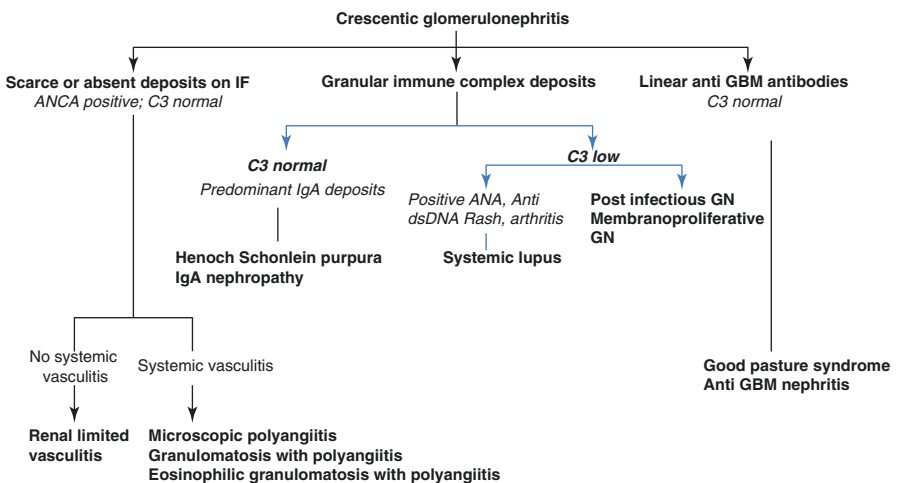 Crescentic glomerulonephritis
Scarce or absent deposits on IF
ANCA positive; C3 normal
Granular immune complex deposits
Linear anti GBM antibodies
C3 normal
C3 normal
Predominant IgA deposits
Henoch Schonlein purpura
IgA nephropathy
C3 low
Positive ANA, Anti
dsDNA Rash, arthritis
Systemic lupus
Post infectious GN
Membranoproliferative
GN
No systemic
vasculitis
Systemic vasculitis
Renal limited
vasculitis
Microscopic polyangiitis
Granulomatosis with polyangiitis
Eosinophilic granulomatosis with polyangiitis
Good pasture syndrome
Anti GBM nephritis